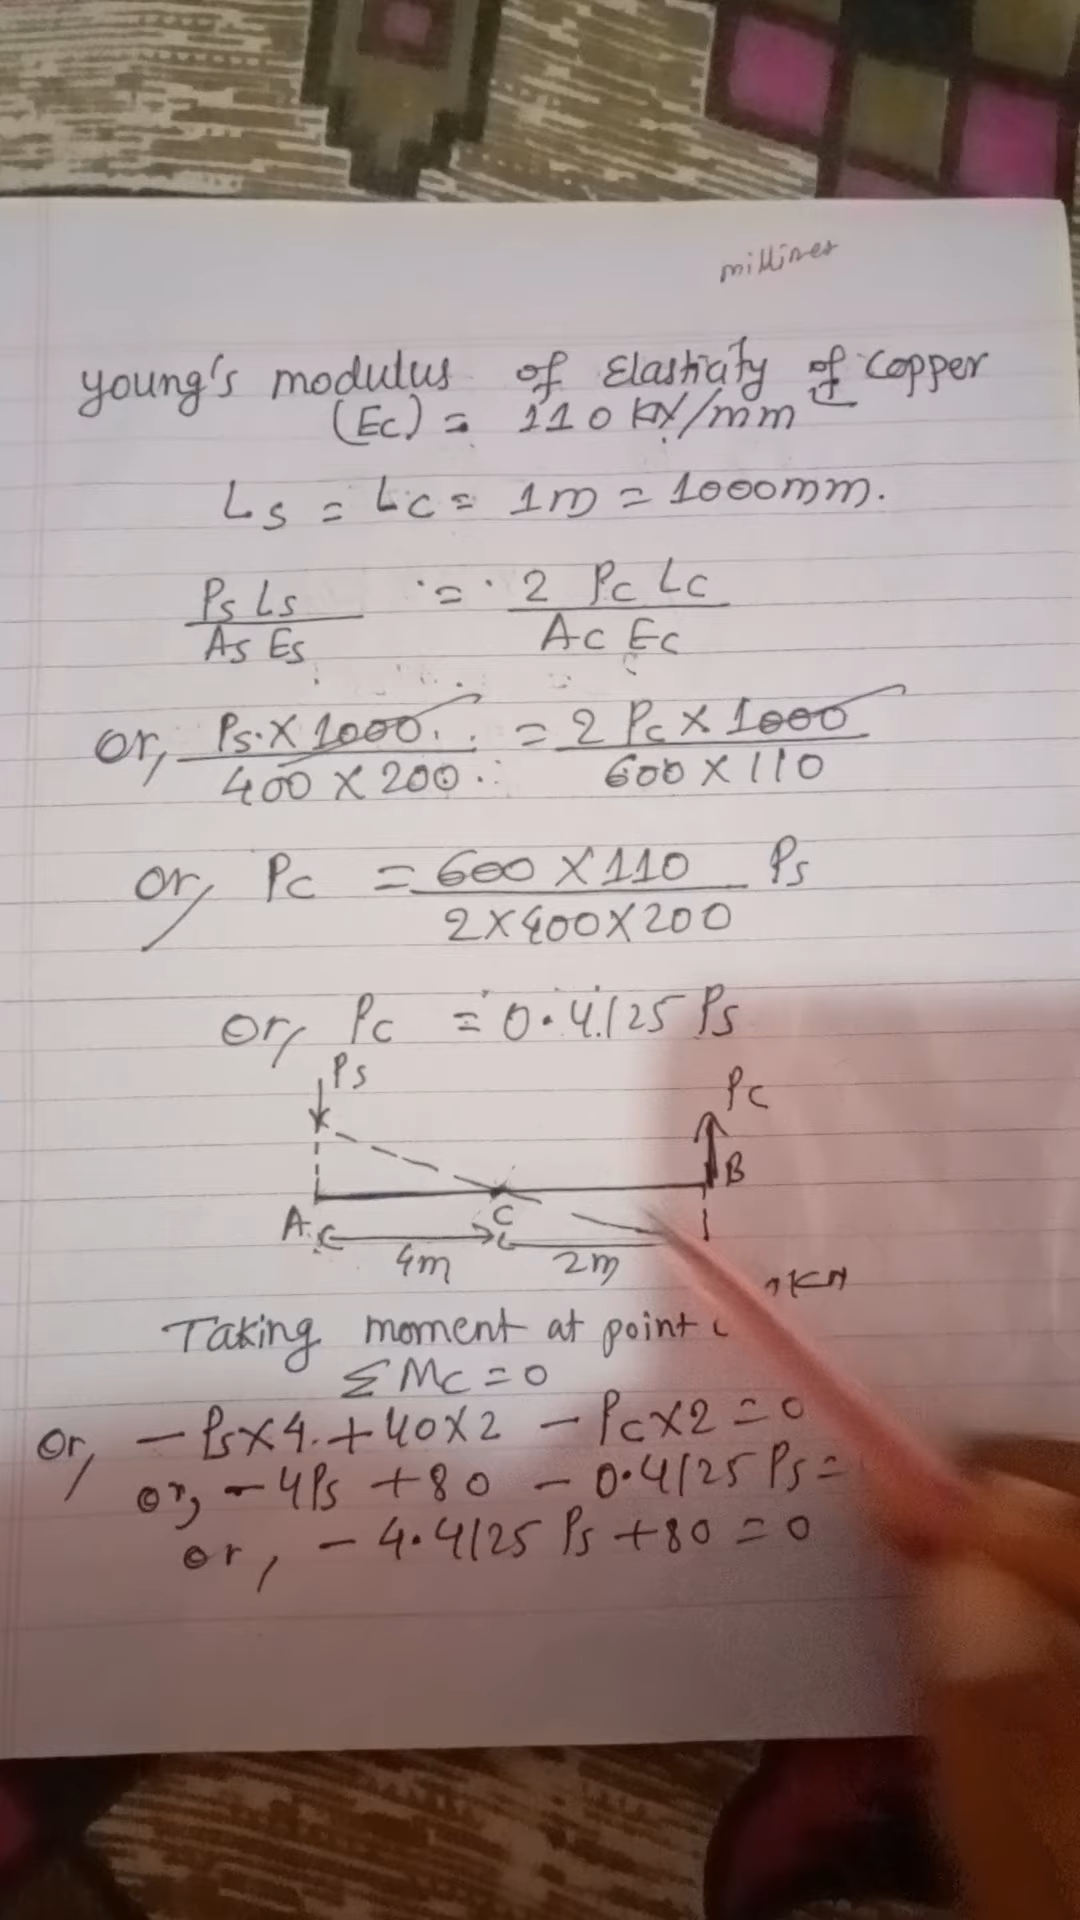 millimer
young's modulus of Elasticity of copper
(Ec) = 110 KN/mm²
Ls = Lc = 1m = 1000mm.
Ps Ls / As Es = 2 Pc Lc / Ac Ec
or, Ps × 1000 / 400 × 200 = 2 Pc × 1000 / 600 × 110
or, Pc = 600 × 110 / 2×400×200 Ps
or, Pc = 0.4125 Ps
Ps
Pc
B
A C
4m 2m
KN
Taking moment at point c
ΣMc = 0
or, - Ps×4 + 40×2 - Pc×2 = 0
or, - 4Ps + 80 - 0.4125 Ps =
or, - 4.4125 Ps + 80 = 0